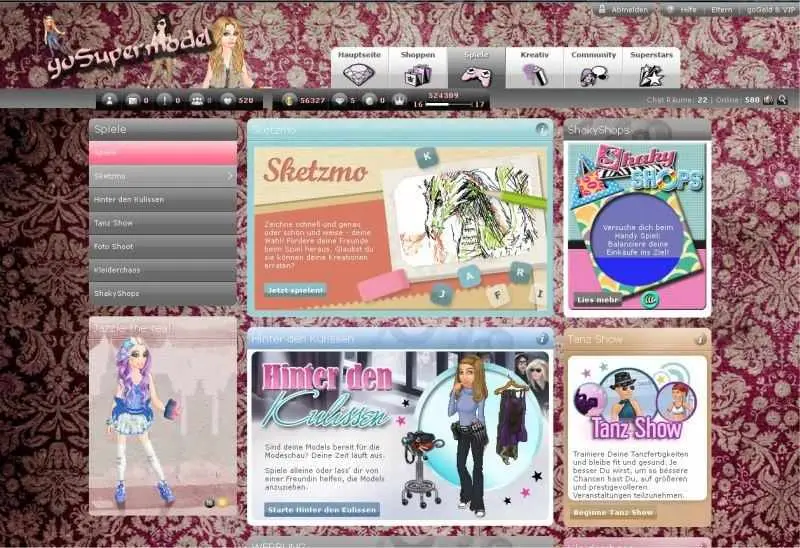 Abmelden
Hilfe
Eltern
goGold & VIP
goSupermodel
Hauptseite
Shoppen
Spiele
Kreativ
Community
Superstars
0
0
0
520
56327
5
0
524309
16
17
Chat Räume: 22 | Online: 580
Spiele
Spiele
Sketzmo
Hinter den Kulissen
Tanz Show
Foto Shoot
Kleiderchaos
ShakyShops
Jazzie the real
Sketzmo
Sketzmo
K
Zeichne schnell und genau
oder schön und weise - deine
Wahl! Fordere deine Freunde
beim Spiel heraus. Glaubst du
sie können deine Kreationen
erraten?
Jetzt spielen!
J
A
F
R
I
ShakyShops
Shaky
SHOPS
Versuche dich beim
Handy Spiel:
Balanciere deine
Einkäufe ins Ziel!
Lies mehr
Hinter den Kulissen
Hinter den
Kulissen
Sind deine Models bereit für die
Modeschau? Deine Zeit läuft aus.
Spiele alleine oder lass' dir von
einer Freundin helfen, die Models
anzuziehen.
Starte Hinter den Kulissen
Tanz Show
Tanz Show
Trainiere Deine Tanzfertigkeiten
und bleibe fit und gesund. Je
besser Du wirst, um so bessere
Chancen hast Du, auf größeren
und prestigevolleren
Veranstaltungen teilzunehmen.
Beginne Tanz Show
WERBUNG